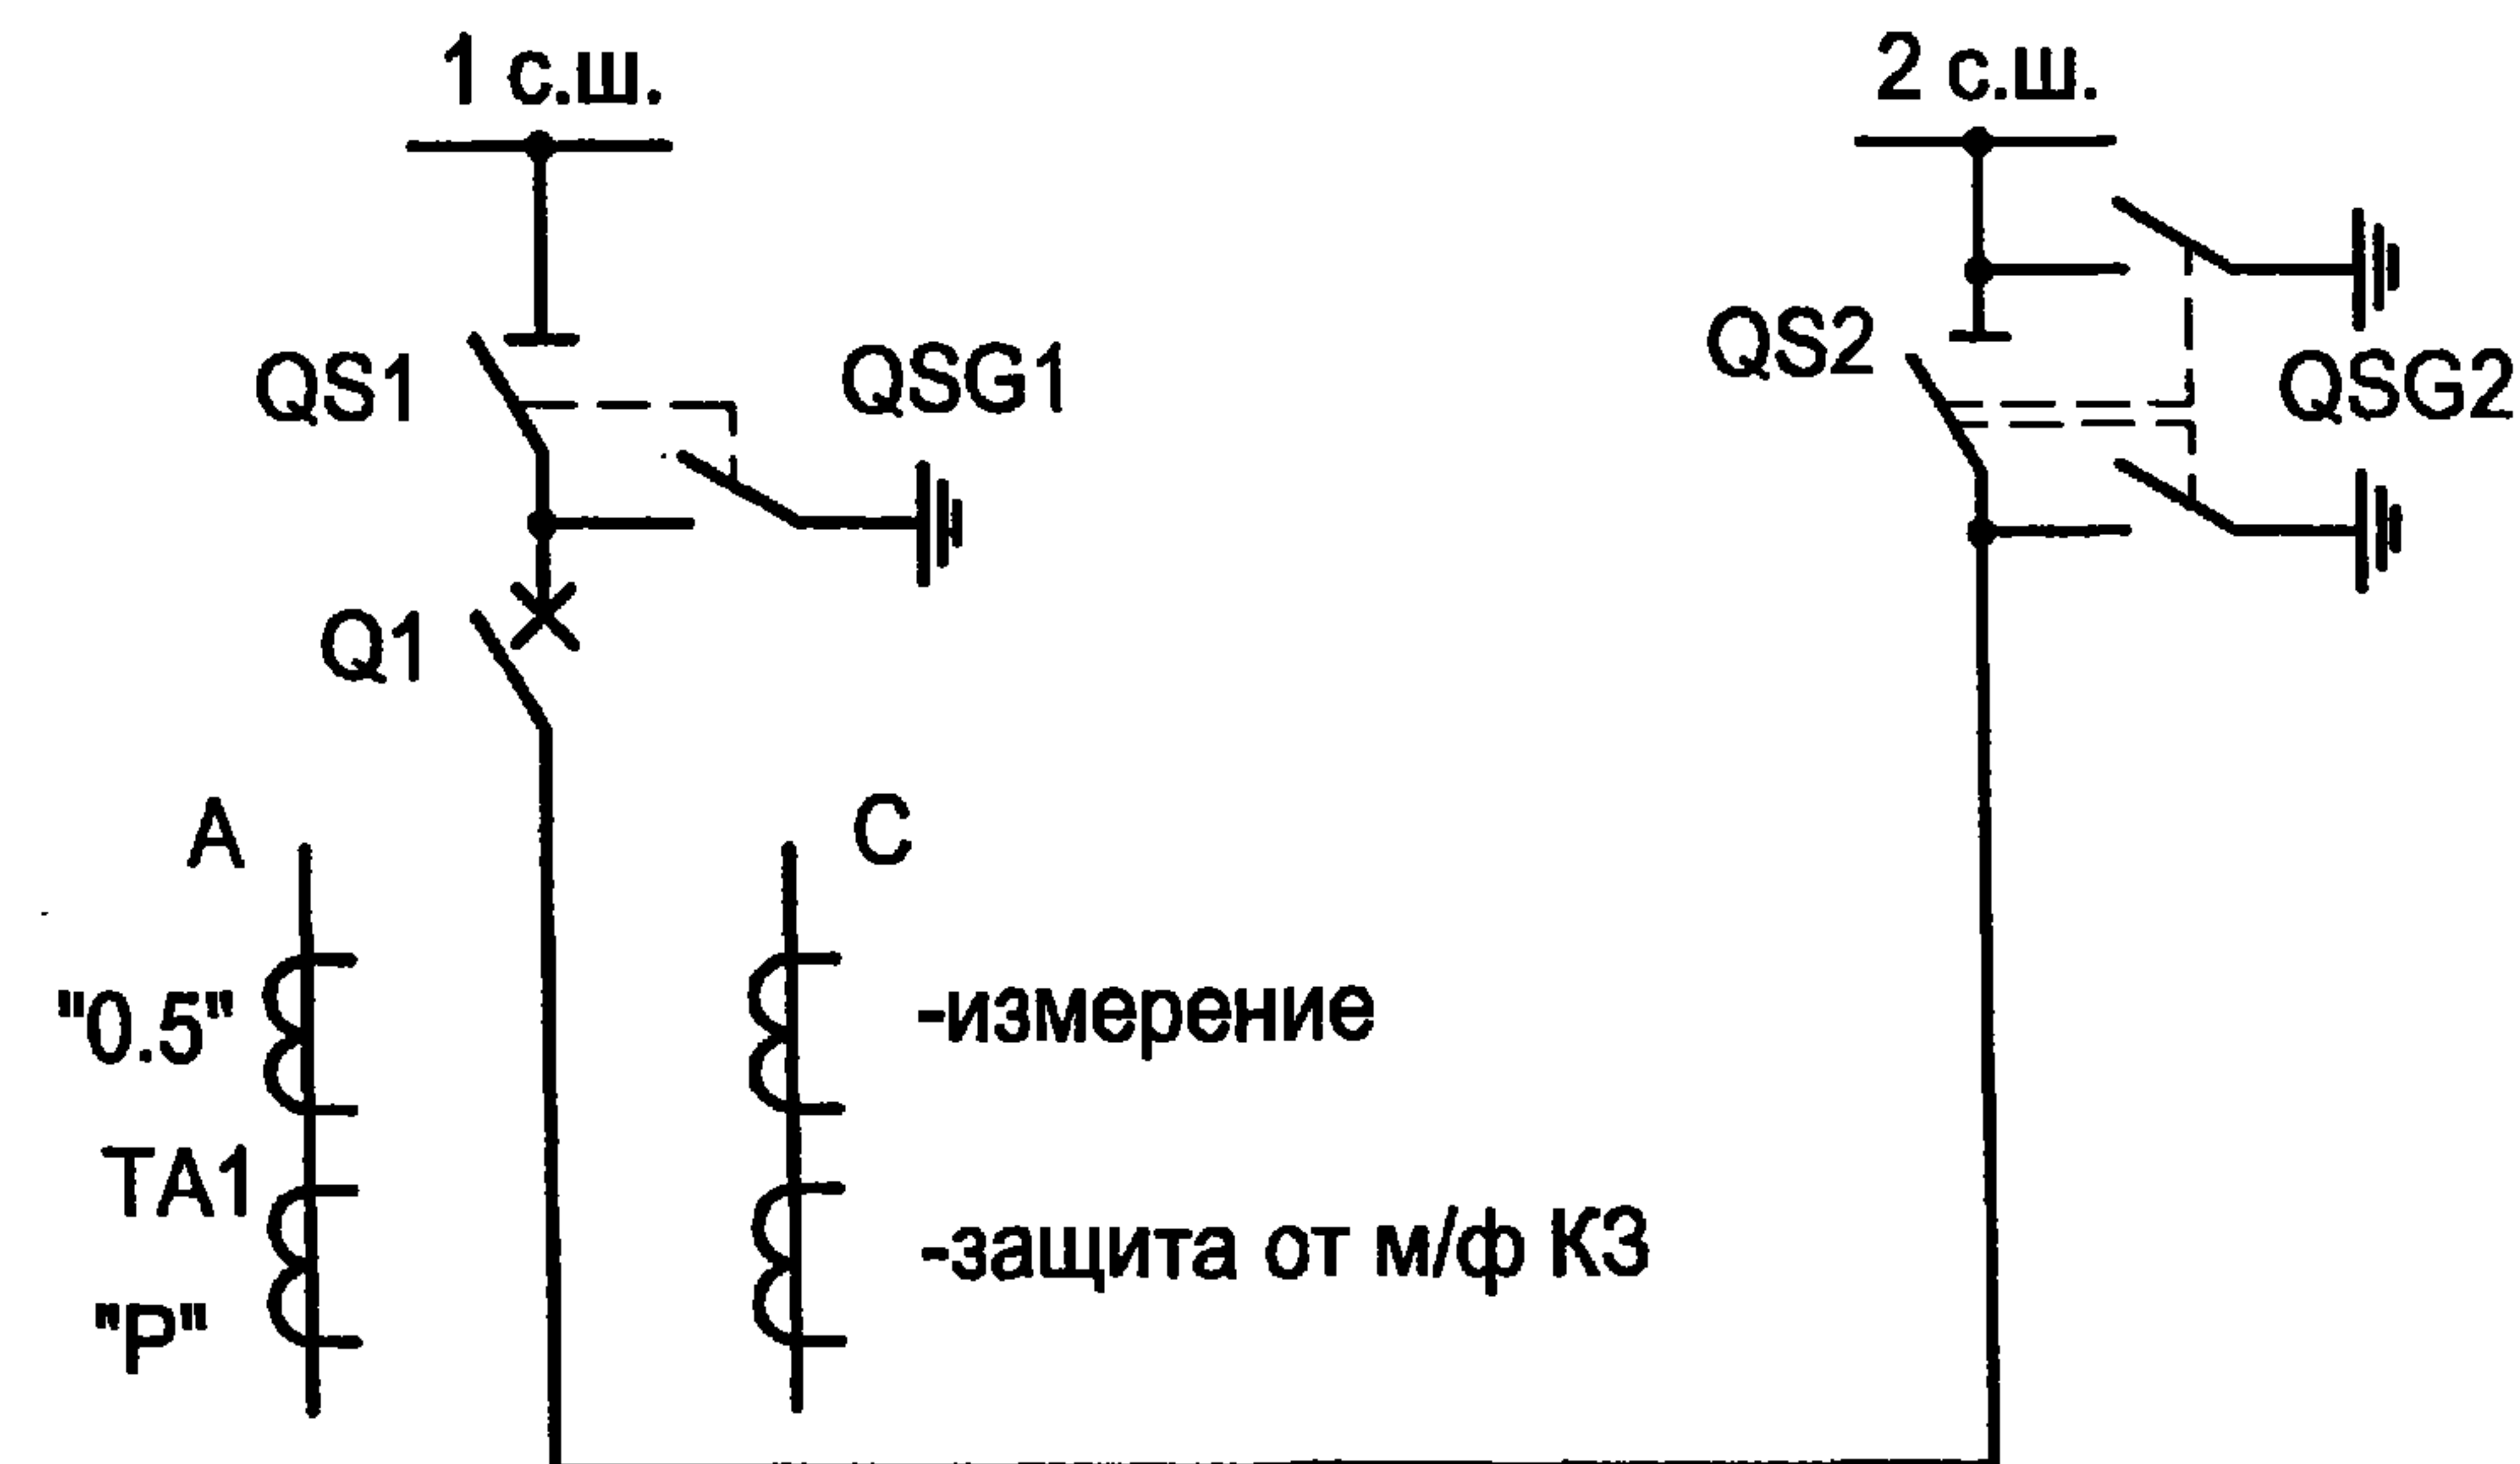 1 с.ш.
2 с.ш.
QS1
QSG1
QS2
QSG2
Q1
A
C
"0.5"
-измерение
TA1
-защита от м/ф КЗ
"P"